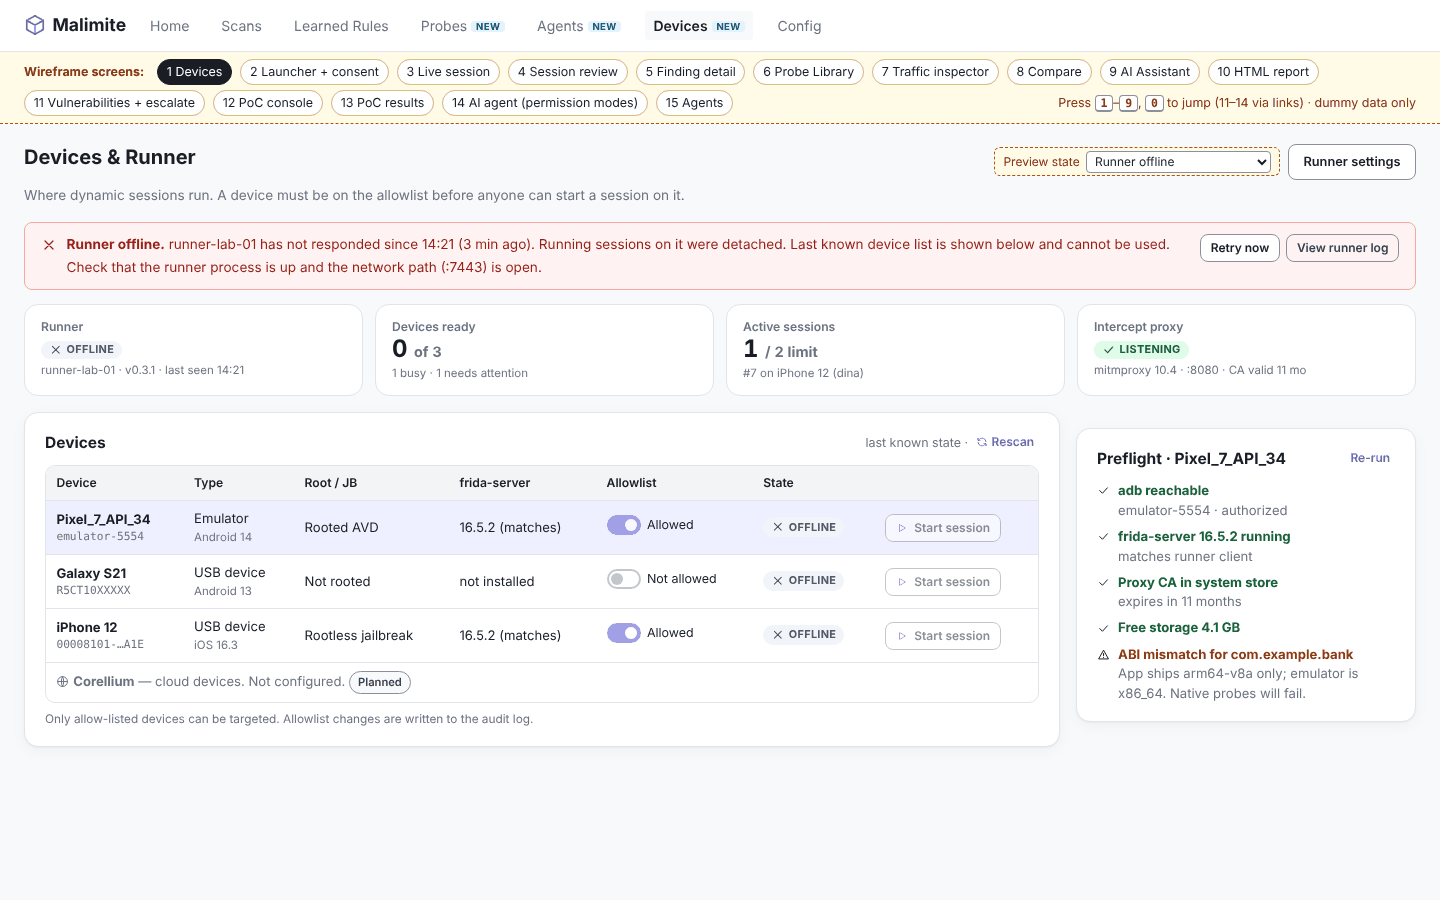 Malimite Home Scans Learned Rules Probes NEW Agents NEW Devices NEW Config
Wireframe screens: 1 Devices 2 Launcher + consent 3 Live session 4 Session review 5 Finding detail 6 Probe Library 7 Traffic inspector 8 Compare 9 AI Assistant 10 HTML report
11 Vulnerabilities + escalate 12 PoC console 13 PoC results 14 AI agent (permission modes) 15 Agents Press 1–9, 0 to jump (11–14 via links) · dummy data only
Devices & Runner Preview state Runner offline Runner settings
Where dynamic sessions run. A device must be on the allowlist before anyone can start a session on it.
Runner offline. runner-lab-01 has not responded since 14:21 (3 min ago). Running sessions on it were detached. Last known device list is shown below and cannot be used.
Check that the runner process is up and the network path (:7443) is open.
Retry now View runner log
Runner
OFFLINE
runner-lab-01 · v0.3.1 · last seen 14:21
Devices ready
0 of 3
1 busy · 1 needs attention
Active sessions
1 / 2 limit
#7 on iPhone 12 (dina)
Intercept proxy
LISTENING
mitmproxy 10.4 · :8080 · CA valid 11 mo
Devices last known state · Rescan
Device Type Root / JB frida-server Allowlist State
Pixel_7_API_34 Emulator Rooted AVD 16.5.2 (matches) Allowed OFFLINE Start session
emulator-5554 Android 14
Galaxy S21 USB device Not rooted not installed Not allowed OFFLINE Start session
R5CT10XXXXX Android 13
iPhone 12 USB device Rootless jailbreak 16.5.2 (matches) Allowed OFFLINE Start session
00008101-…A1E iOS 16.3
Corellium — cloud devices. Not configured. Planned
Only allow-listed devices can be targeted. Allowlist changes are written to the audit log.
Preflight · Pixel_7_API_34 Re-run
adb reachable
emulator-5554 · authorized
frida-server 16.5.2 running
matches runner client
Proxy CA in system store
expires in 11 months
Free storage 4.1 GB
ABI mismatch for com.example.bank
App ships arm64-v8a only; emulator is
x86_64. Native probes will fail.